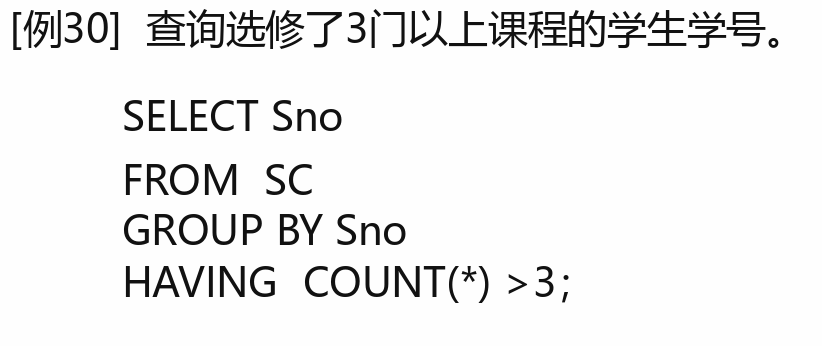 [例30]  查询选修了3门以上课程的学生学号。
SELECT Sno
FROM  SC
GROUP BY Sno
HAVING  COUNT(*) >3；